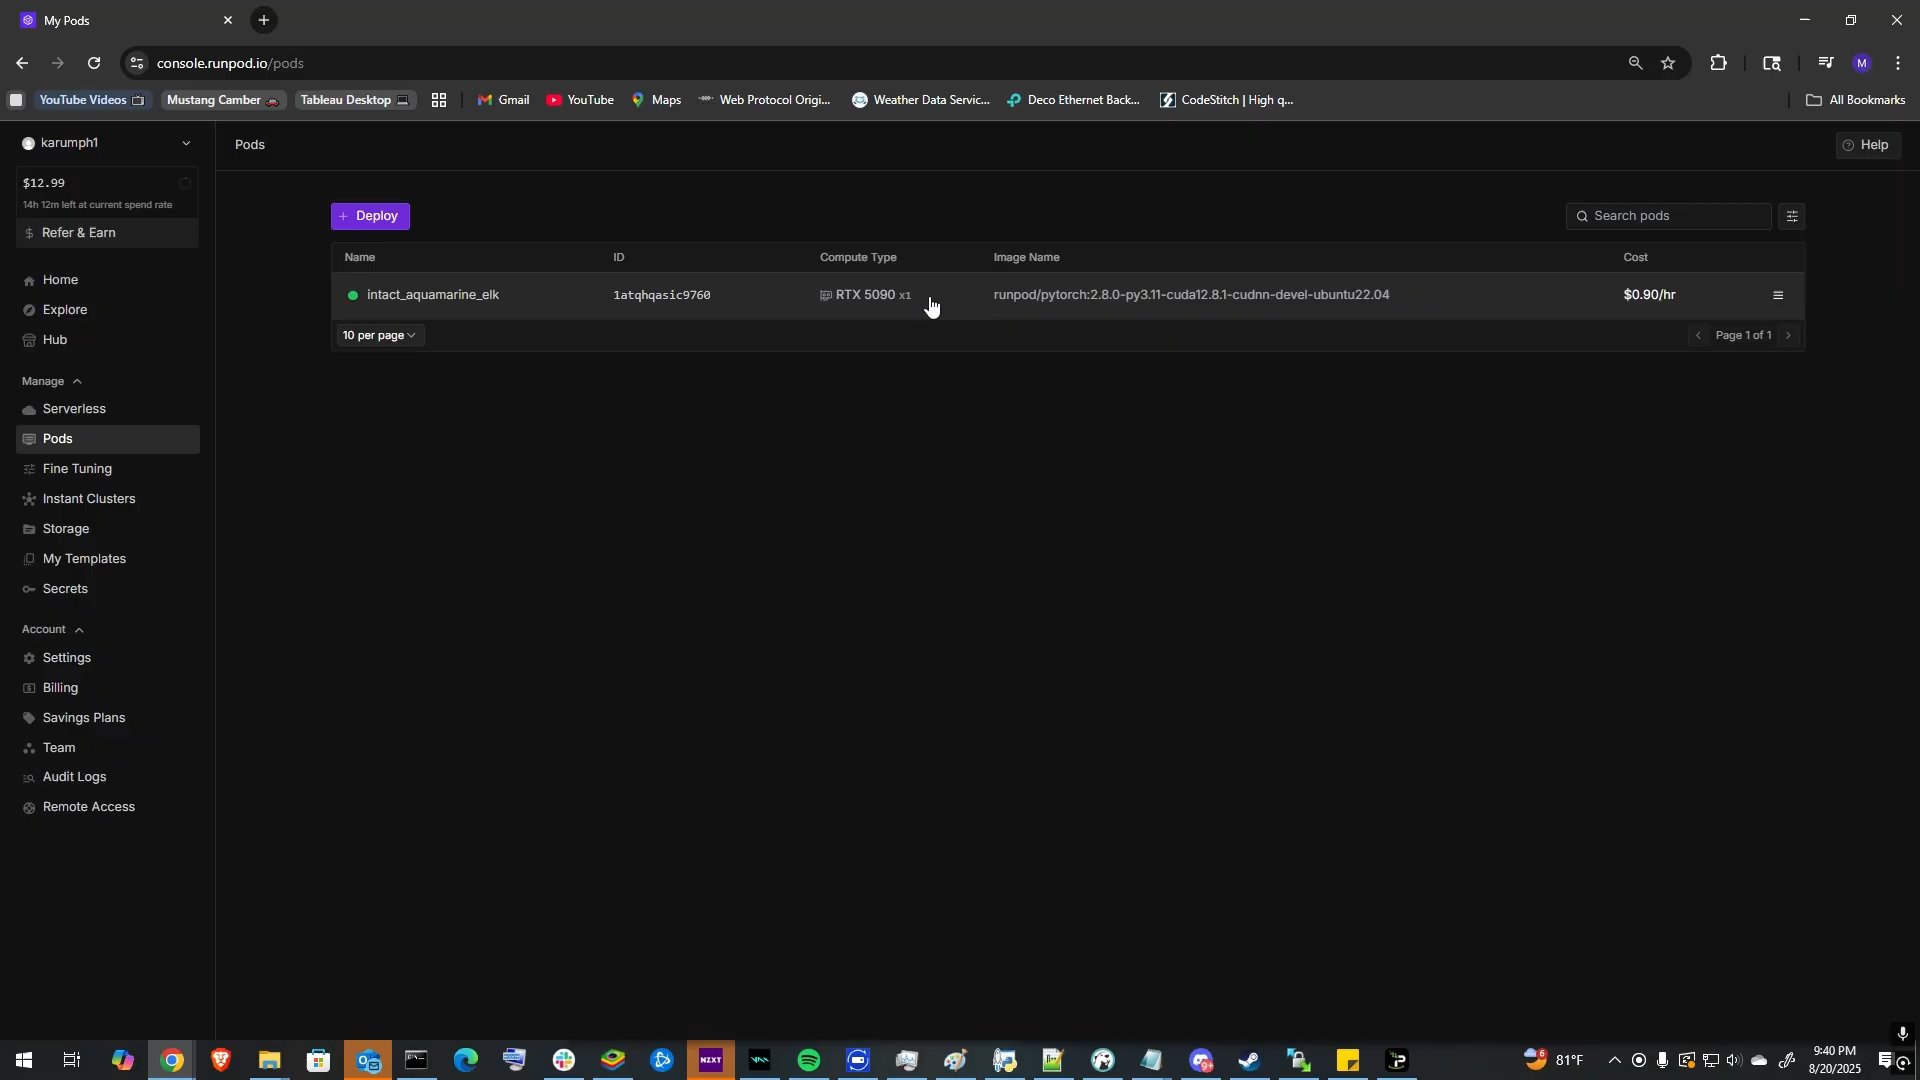 My Pods
console.runpod.io/pods
YouTube Videos
Mustang Camber
Tableau Desktop
Gmail
YouTube
Maps
Web Protocol Origi...
Weather Data Servic...
Deco Ethernet Back...
CodeStitch | High q...
All Bookmarks
M
karumph1
$12.99
14h 12m left at current spend rate
$ Refer & Earn
Home
Explore
Hub
Manage
Serverless
Pods
Fine Tuning
Instant Clusters
Storage
My Templates
Secrets
Account
Settings
Billing
Savings Plans
Team
Audit Logs
Remote Access
Pods
Help
+ Deploy
Search pods
Name ID Compute Type Image Name Cost
intact_aquamarine_elk 1atqhqasic9760 RTX 5090 x1 runpod/pytorch:2.8.0-py3.11-cuda12.8.1-cudnn-devel-ubuntu22.04 $0.90/hr
10 per page
Page 1 of 1
NZXT
81°F
9:40 PM
8/20/2025